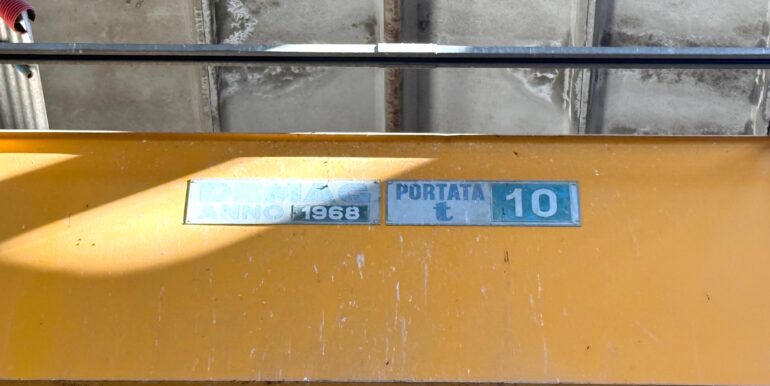 DEMAG
ANNO 1968
PORTATA
t 10